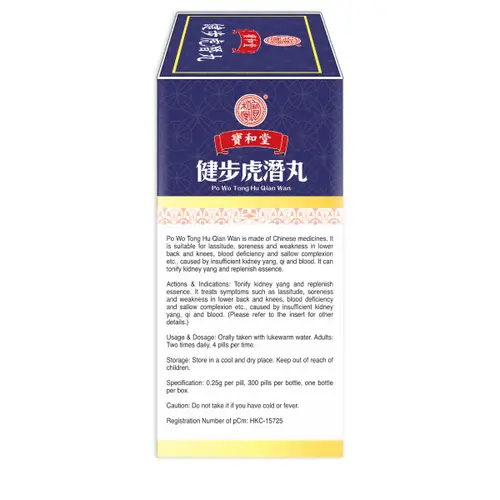 寶和堂
健步虎潛丸
寶和堂
健步虎潛丸
Po Wo Tong Hu Qian Wan
Po Wo Tong Hu Qian Wan is made of Chinese medicines. It
is suitable for lassitude, soreness and weakness in lower
back and knees, blood deficiency and sallow complexion
etc., caused by insufficient kidney yang, qi and blood. It can
tonify kidney yang and replenish essence.
Actions & Indications: Tonify kidney yang and replenish
essence. It treats symptoms such as lassitude, soreness
and weakness in lower back and knees, blood deficiency
and sallow complexion etc., caused by insufficient kidney
yang, qi and blood. (Please refer to the insert for other
details.)
Usage & Dosage: Orally taken with lukewarm water. Adults:
Two times daily, 4 pills per time.
Storage: Store in a cool and dry place. Keep out of reach of
children.
Specification: 0.25g per pill, 300 pills per bottle, one bottle
per box.
Caution: Do not take it if you have cold or fever.
Registration Number of pCm: HKC-15725